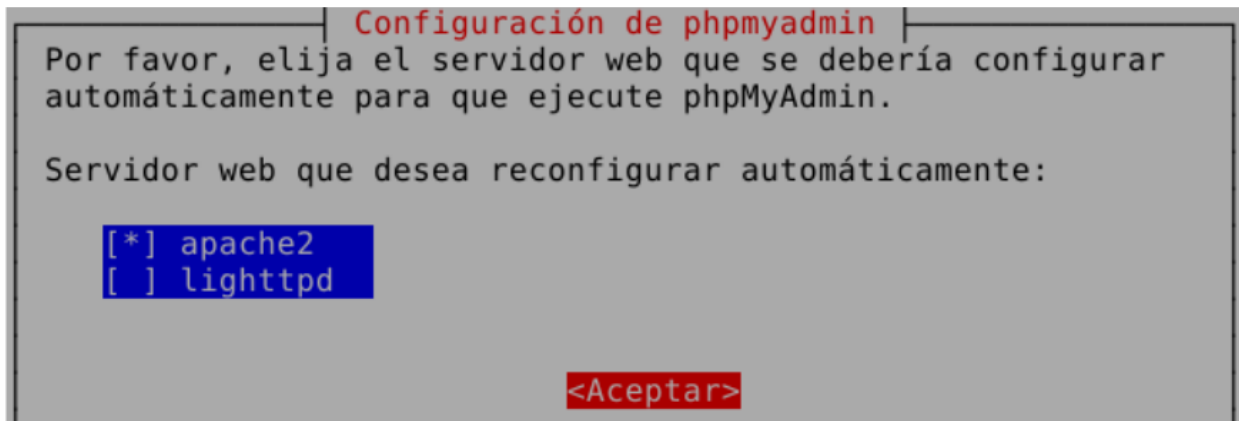 Configuración de phpmyadmin
Por favor, elija el servidor web que se debería configurar
automáticamente para que ejecute phpMyAdmin.
Servidor web que desea reconfigurar automáticamente:
[*] apache2
[ ] lighttpd
<Aceptar>